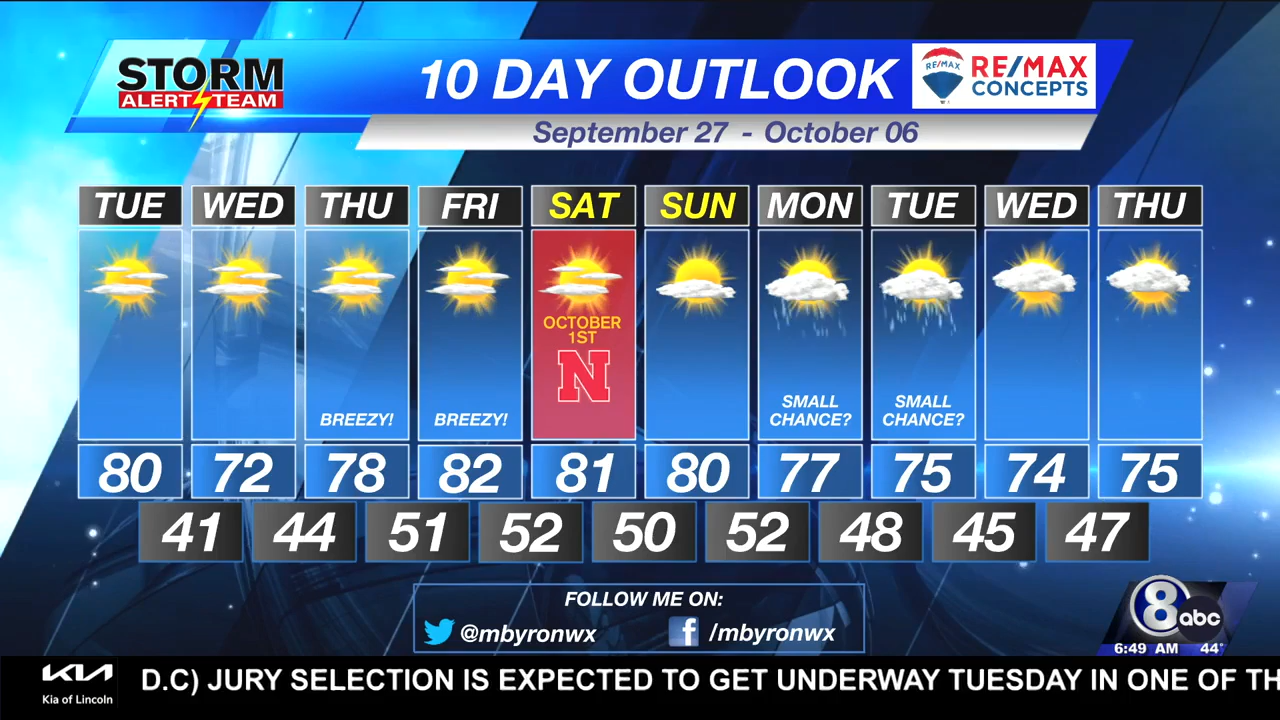 STORM
ALERT TEAM
10 DAY OUTLOOK
RE/MAX
RE/MAX
CONCEPTS
September 27 - October 06
TUE WED THU FRI SAT SUN MON TUE WED THU
OCTOBER
1ST
N
BREEZY! BREEZY! SMALL CHANCE? SMALL CHANCE?
80 72 78 82 81 80 77 75 74 75
41 44 51 52 50 52 48 45 47
FOLLOW ME ON:
@mbyronwx f /mbyronwx
8 abc
6:49 AM 44°
KIA
Kia of Lincoln
D.C) JURY SELECTION IS EXPECTED TO GET UNDERWAY TUESDAY IN ONE OF TH